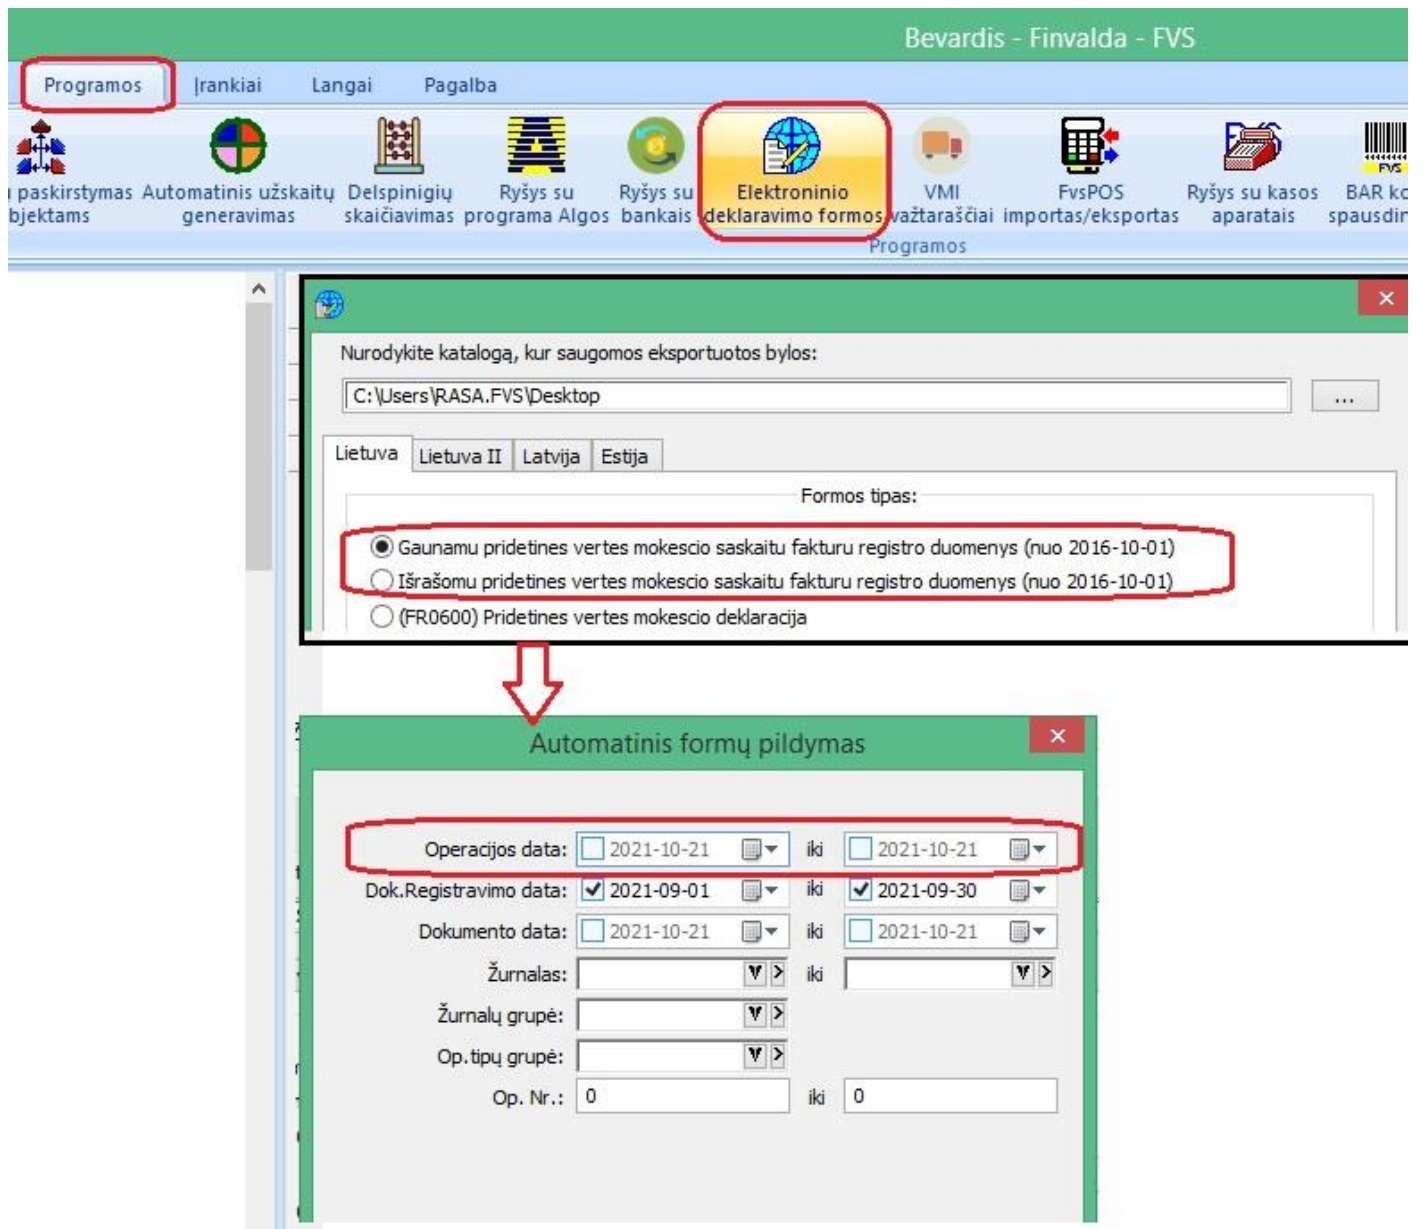 Bevardis - Finvalda - FVS
Programos Įrankiai Langai Pagalba
paskirstymas Automatinis užskaitų Delspinigių Ryšys su Ryšys su Elektroninio VMI FvsPOS Ryšys su kasos BAR
generavimas skaičiavimas programa Algos bankais deklaravimo formos važtaraščiai importas/eksportas aparatais
Programos
FVS
Nurodykite katalogą, kur saugomos eksportuotos bylos:
C:\Users\RASA.FVS\Desktop ...
Lietuva Lietuva II Latvija Estija
Formos tipas:
Gaunamu pridetines vertes mokescio saskaitu fakturu registro duomenys (nuo 2016-10-01)
Išrašomu pridetines vertes mokescio saskaitu fakturu registro duomenys (nuo 2016-10-01)
(FR0600) Pridetines vertes mokescio deklaracija
Automatinis formų pildymas
Operacijos data: 2021-10-21 iki 2021-10-21
Dok.Registravimo data: 2021-09-01 iki 2021-09-30
Dokumento data: 2021-10-21 iki 2021-10-21
Žurnalas: iki
Žurnalų grupė:
Op.tipų grupė:
Op. Nr.: 0 iki 0